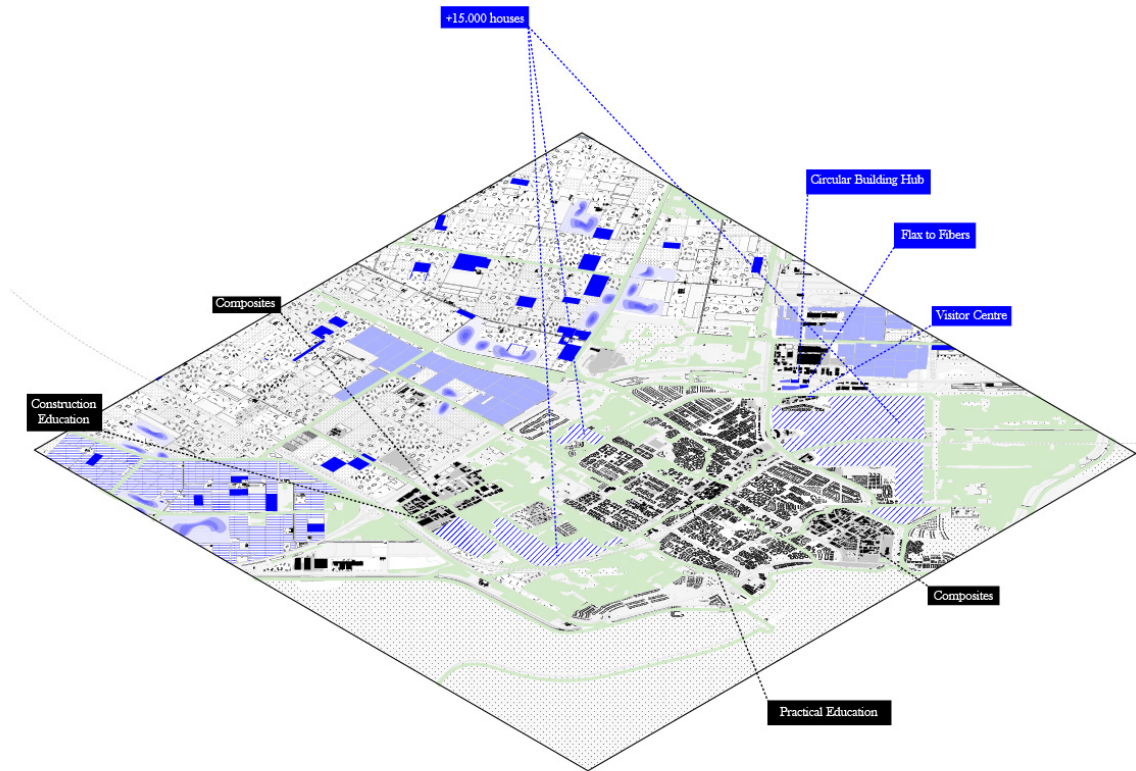 +15.000 houses
Circular Building Hub
Flax to Fibers
Composites
Visitor Centre
Construction
Education
Composites
Practical Education